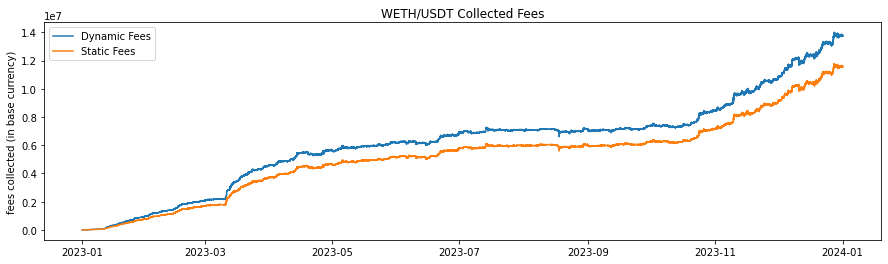 WETH/USDT Collected Fees
1e7
Dynamic Fees
Static Fees
fees collected (in base currency)
1.4
1.2
1.0
0.8
0.6
0.4
0.2
0.0
2023-01 2023-03 2023-05 2023-07 2023-09 2023-11 2024-01